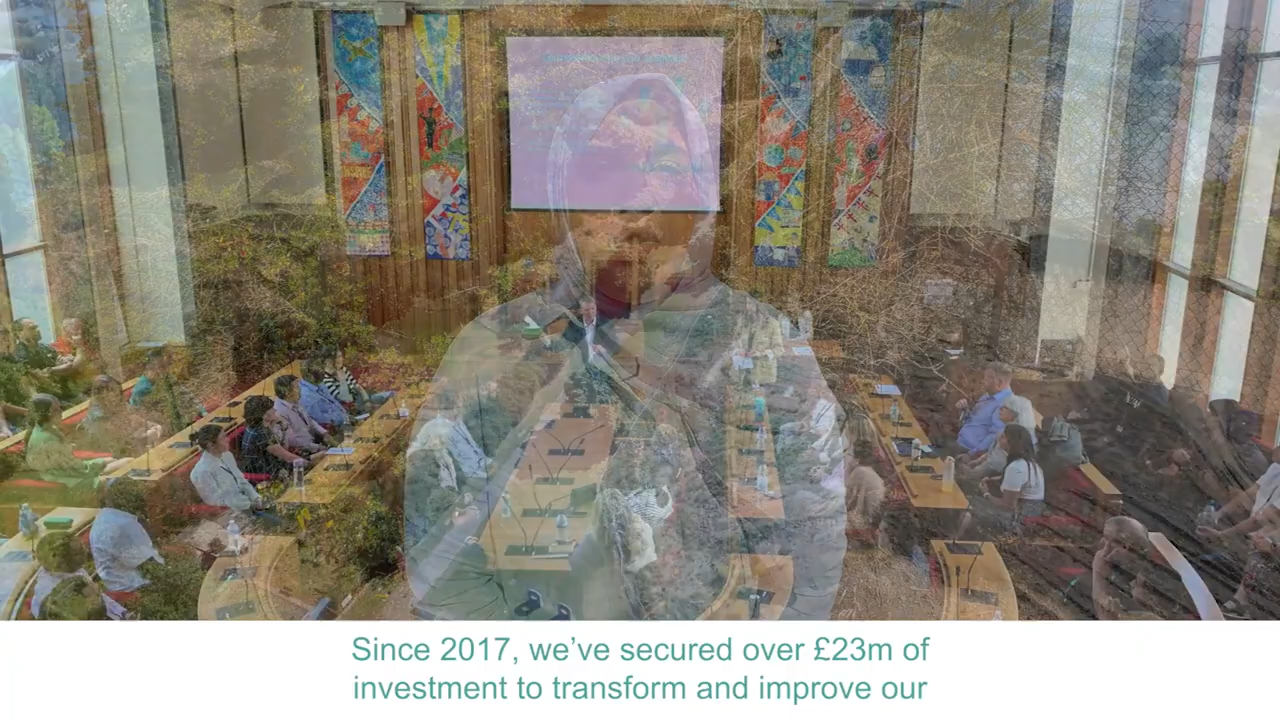 Since 2017, we’ve secured over £23m of
investment to transform and improve our